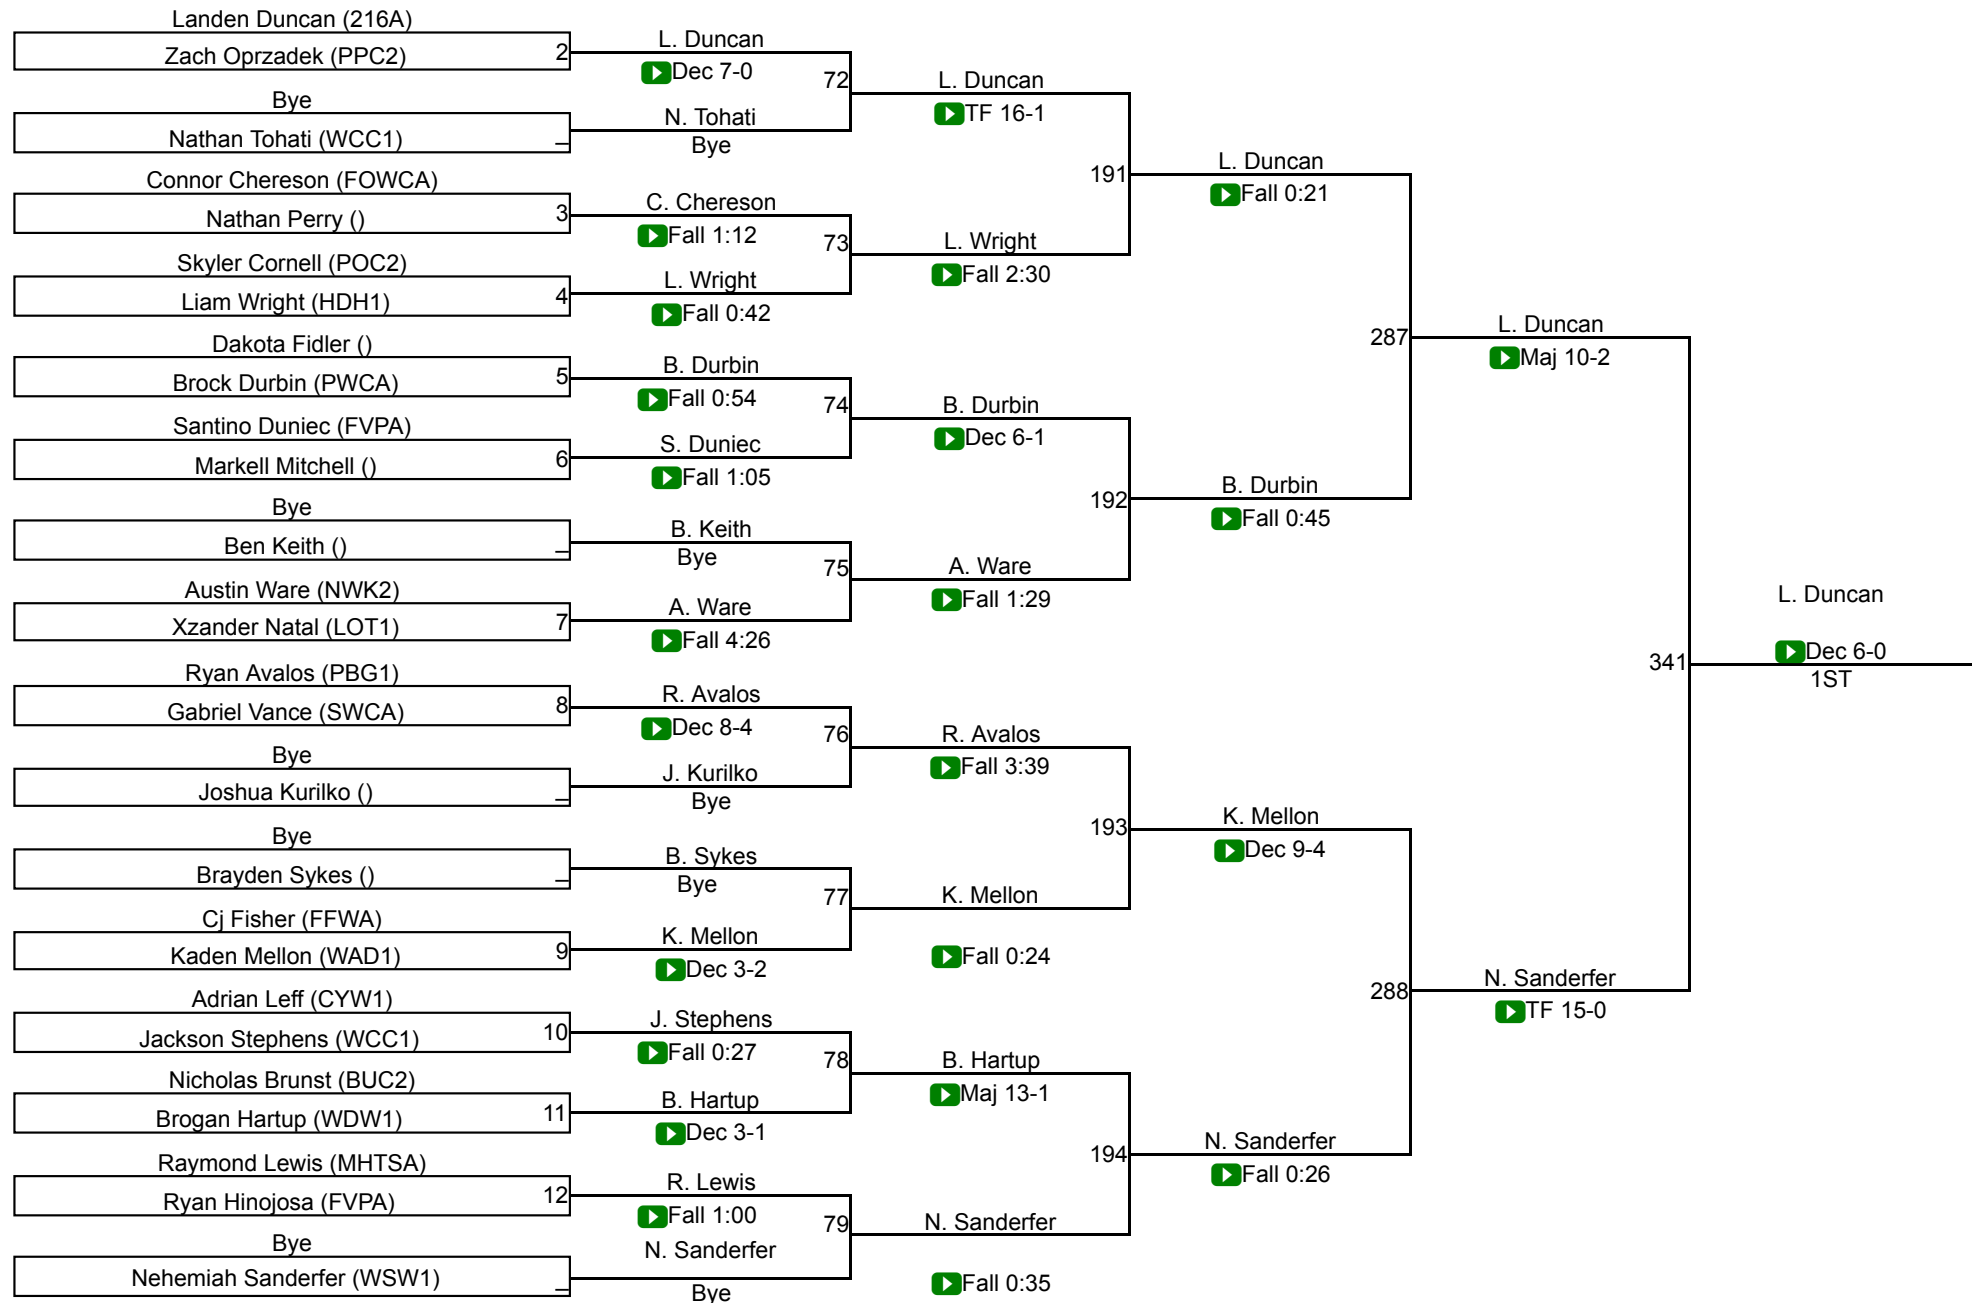 Landen Duncan (216A)
Zach Oprzadek (PPC2) 2
Bye
Nathan Tohati (WCC1) _
Connor Chereson (FOWCA)
Nathan Perry () 3
Skyler Cornell (POC2)
Liam Wright (HDH1) 4
Dakota Fidler ()
Brock Durbin (PWCA) 5
Santino Duniec (FVPA)
Markell Mitchell () 6
Bye
Ben Keith () _
Austin Ware (NWK2)
Xzander Natal (LOT1) 7
Ryan Avalos (PBG1)
Gabriel Vance (SWCA) 8
Bye
Joshua Kurilko () _
Bye
Brayden Sykes () _
Cj Fisher (FFWA)
Kaden Mellon (WAD1) 9
Adrian Leff (CYW1)
Jackson Stephens (WCC1) 10
Nicholas Brunst (BUC2)
Brogan Hartup (WDW1) 11
Raymond Lewis (MHTSA)
Ryan Hinojosa (FVPA) 12
Bye
Nehemiah Sanderfer (WSW1) _
L. Duncan
Dec 7-0
72
N. Tohati
Bye
C. Chereson
Fall 1:12
73
L. Wright
Fall 0:42
B. Durbin
Fall 0:54
74
S. Duniec
Fall 1:05
B. Keith
Bye
75
A. Ware
Fall 4:26
R. Avalos
Dec 8-4
76
J. Kurilko
Bye
B. Sykes
Bye
77
K. Mellon
Dec 3-2
J. Stephens
Fall 0:27
78
B. Hartup
Dec 3-1
R. Lewis
Fall 1:00
79
N. Sanderfer
Bye
L. Duncan
TF 16-1
191
L. Wright
Fall 2:30
B. Durbin
Dec 6-1
192
A. Ware
Fall 1:29
R. Avalos
Fall 3:39
193
K. Mellon
Fall 0:24
B. Hartup
Maj 13-1
194
N. Sanderfer
Fall 0:35
L. Duncan
Fall 0:21
287
B. Durbin
Fall 0:45
K. Mellon
Dec 9-4
288
N. Sanderfer
Fall 0:26
L. Duncan
Maj 10-2
341
N. Sanderfer
TF 15-0
L. Duncan
Dec 6-0
1ST